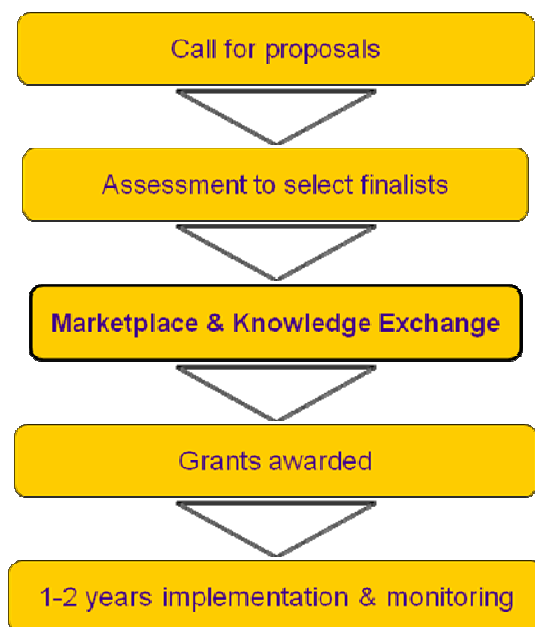 Call for proposals
Assessment to select finalists
Marketplace & Knowledge Exchange
Grants awarded
1-2 years implementation & monitoring